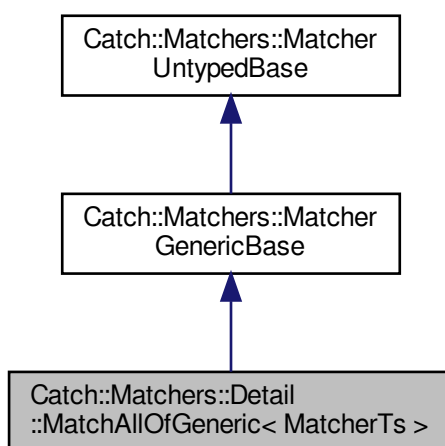 Catch::Matchers::Matcher
UntypedBase
Catch::Matchers::Matcher
GenericBase
Catch::Matchers::Detail
::MatchAllOfGeneric< MatcherTs >